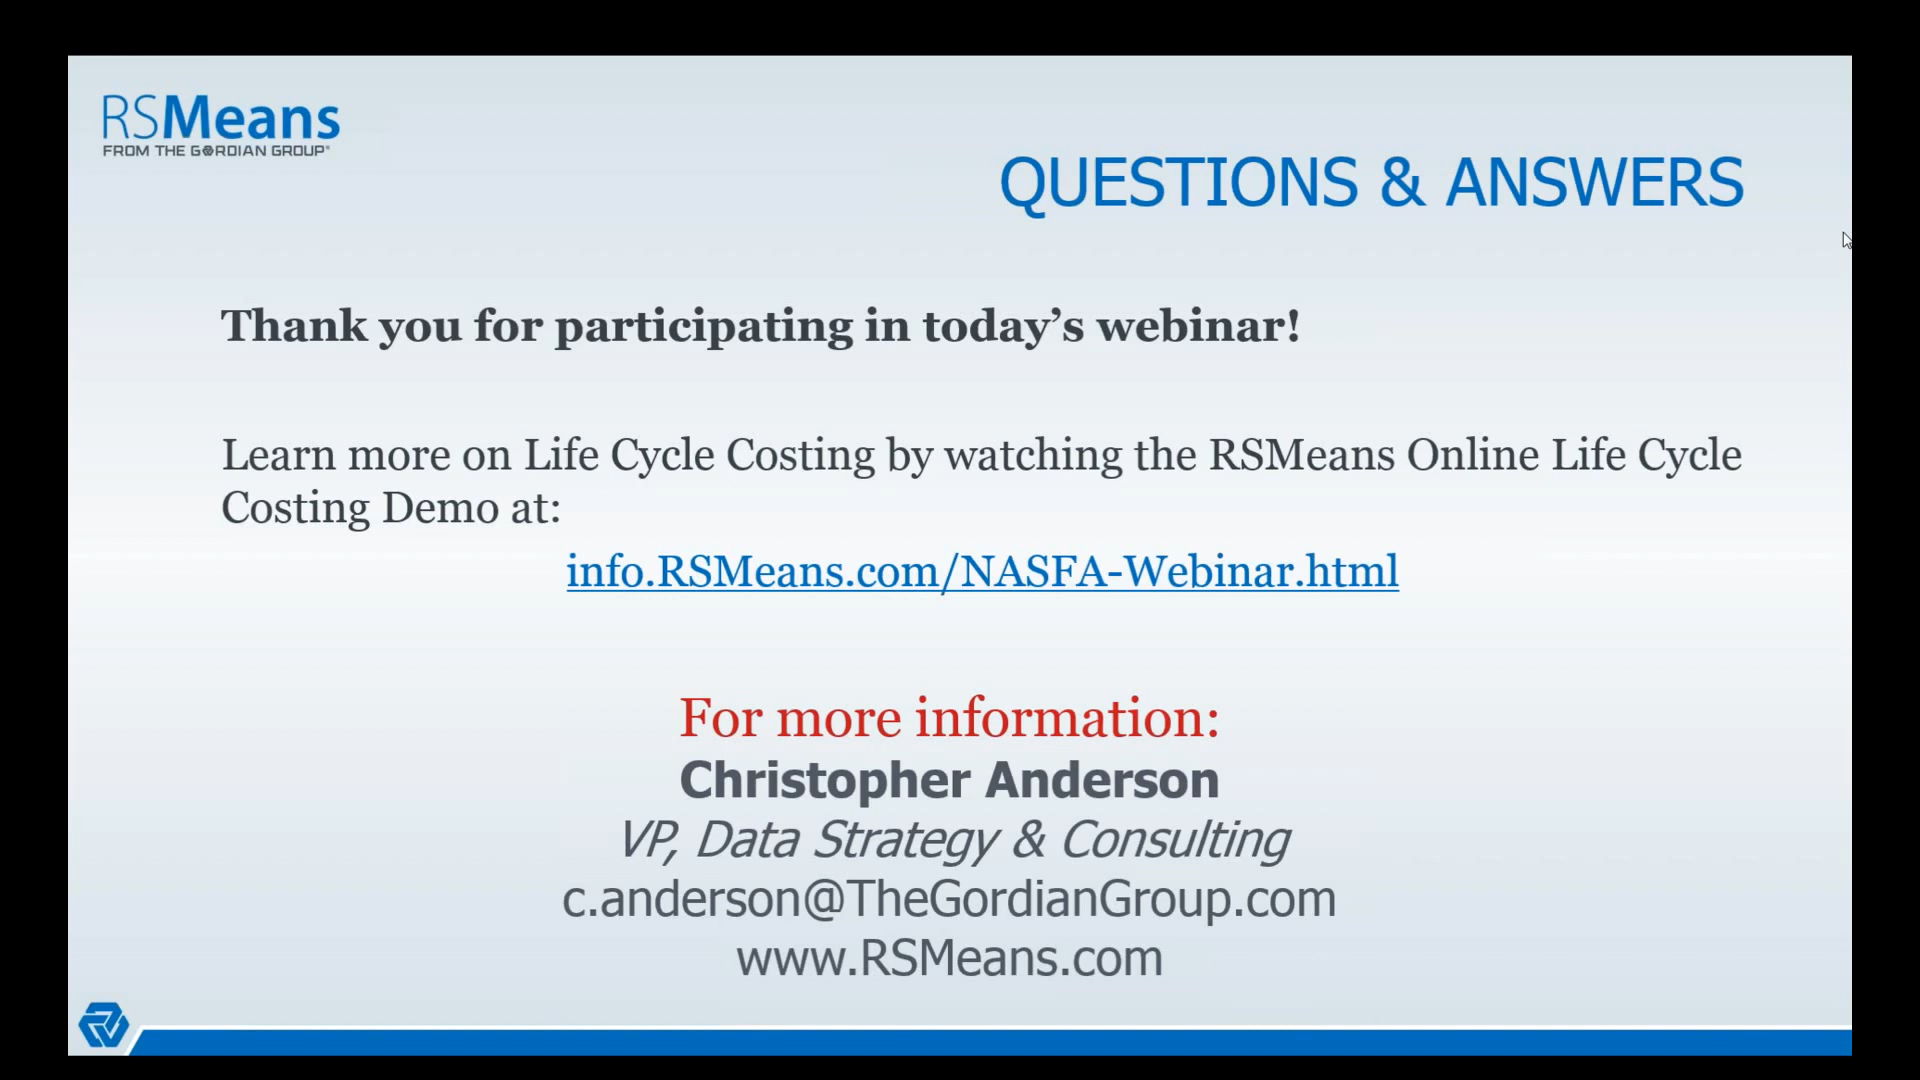 RSMeans
FROM THE GORDIAN GROUP®
QUESTIONS & ANSWERS
Thank you for participating in today’s webinar!
Learn more on Life Cycle Costing by watching the RSMeans Online Life Cycle
Costing Demo at:
info.RSMeans.com/NASFA-Webinar.html
For more information:
Christopher Anderson
VP, Data Strategy & Consulting
c.anderson@TheGordianGroup.com
www.RSMeans.com